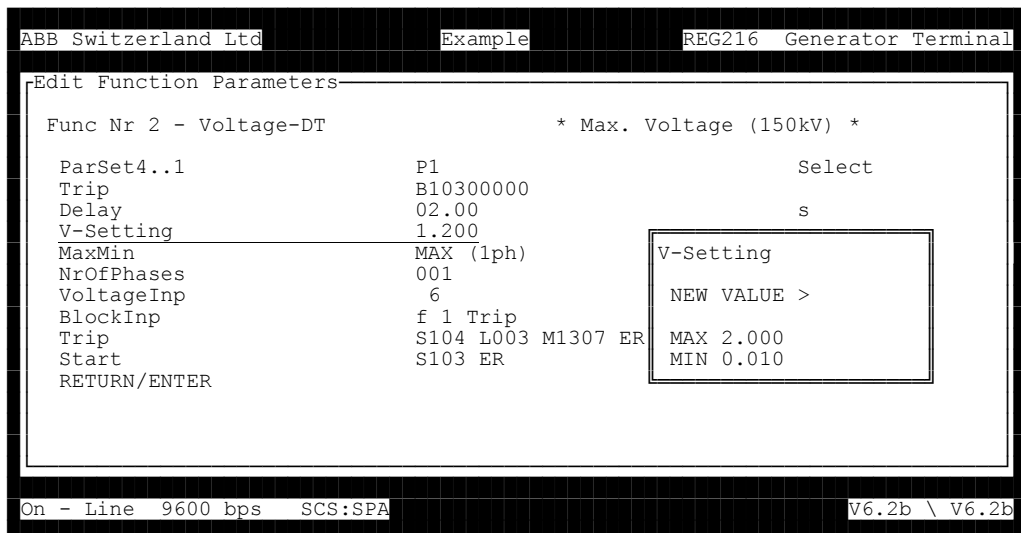 ABB Switzerland Ltd Example REG216 Generator Terminal
Edit Function Parameters
Func Nr 2 - Voltage-DT * Max. Voltage (150kV) *
ParSet4..1 P1 Select
Trip B10300000
Delay 02.00 s
V-Setting 1.200
MaxMin MAX (1ph) V-Setting
NrOfPhases 001
VoltageInp 6 NEW VALUE >
BlockInp f 1 Trip
Trip S104 L003 M1307 ER MAX 2.000
Start S103 ER MIN 0.010
RETURN/ENTER
On - Line 9600 bps SCS:SPA V6.2b \ V6.2b